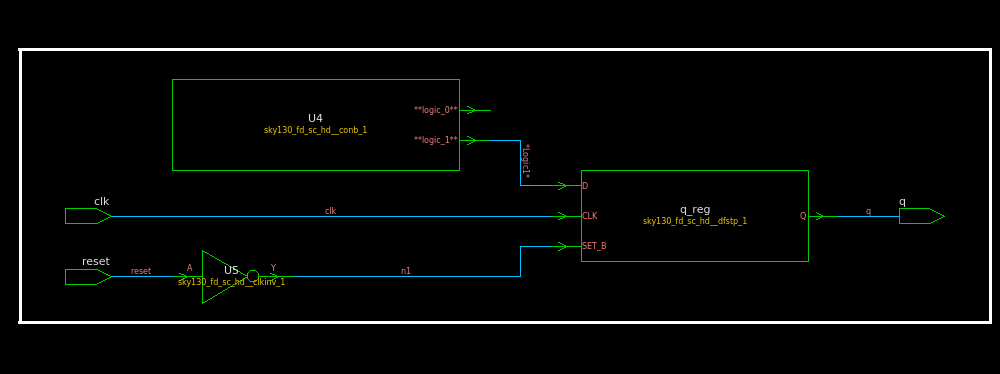 U4
sky130_fd_sc_hd__conb_1
**logic_0**
**logic_1**
*Logic1*
clk
clk
reset
reset
A
U5
sky130_fd_sc_hd__clkinv_1
Y
n1
D
CLK
SET_B
q_reg
sky130_fd_sc_hd__dfstp_1
Q
q
q